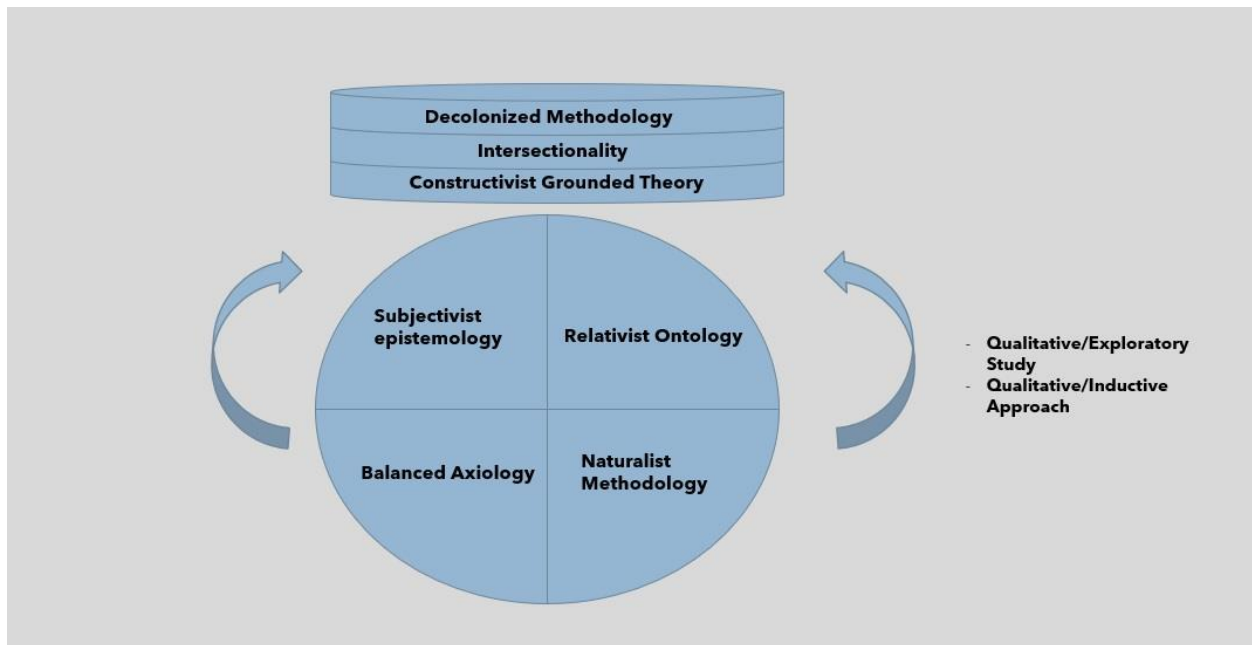 Decolonized Methodology
Intersectionality
Constructivist Grounded Theory
Subjectivist
epistemology
Relativist Ontology
Balanced Axiology
Naturalist
Methodology
- Qualitative/Exploratory
Study
- Qualitative/Inductive
Approach